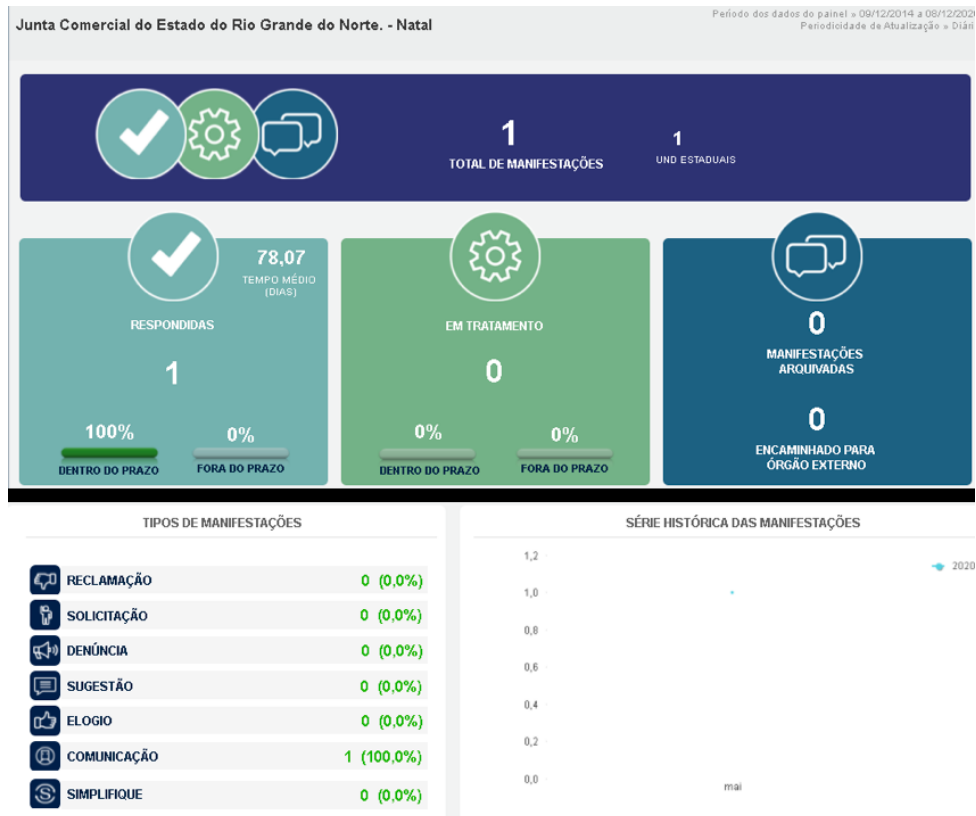 Junta Comercial do Estado do Rio Grande do Norte. - Natal
Período dos dados do painel » 09/12/2014 a 08/12/2020
Periodicidade de Atualização » Diári
1
TOTAL DE MANIFESTAÇÕES
1
UND ESTADUAIS
78,07
TEMPO MÉDIO
(DIAS)
RESPONDIDAS
1
100%
DENTRO DO PRAZO
0%
FORA DO PRAZO
EM TRATAMENTO
0
0%
DENTRO DO PRAZO
0%
FORA DO PRAZO
0
MANIFESTAÇÕES
ARQUIVADAS
0
ENCAMINHADO PARA
ÓRGÃO EXTERNO
TIPOS DE MANIFESTAÇÕES
RECLAMAÇÃO 0 (0,0%)
SOLICITAÇÃO 0 (0,0%)
DENÚNCIA 0 (0,0%)
SUGESTÃO 0 (0,0%)
ELOGIO 0 (0,0%)
COMUNICAÇÃO 1 (100,0%)
SIMPLIFIQUE 0 (0,0%)
SÉRIE HISTÓRICA DAS MANIFESTAÇÕES
1,2
1,0
0,8
0,6
0,4
0,2
0,0
mai
2020